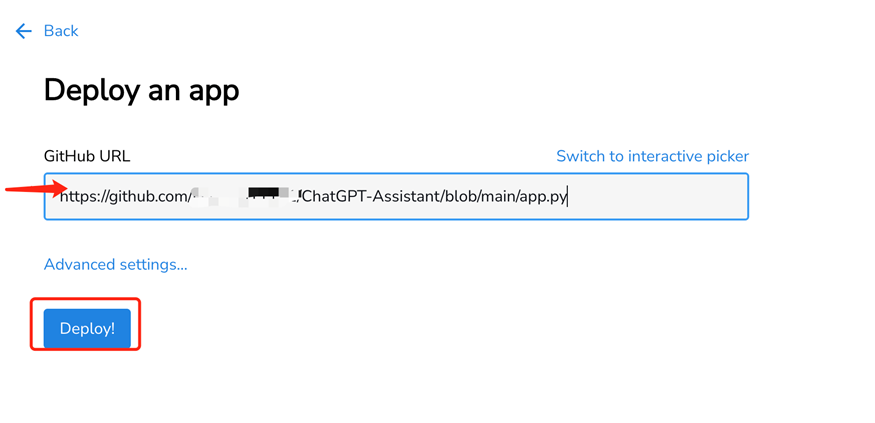 Back
Deploy an app
GitHub URL
Switch to interactive picker
https://github.com/ /ChatGPT-Assistant/blob/main/app.py
Advanced settings...
Deploy!